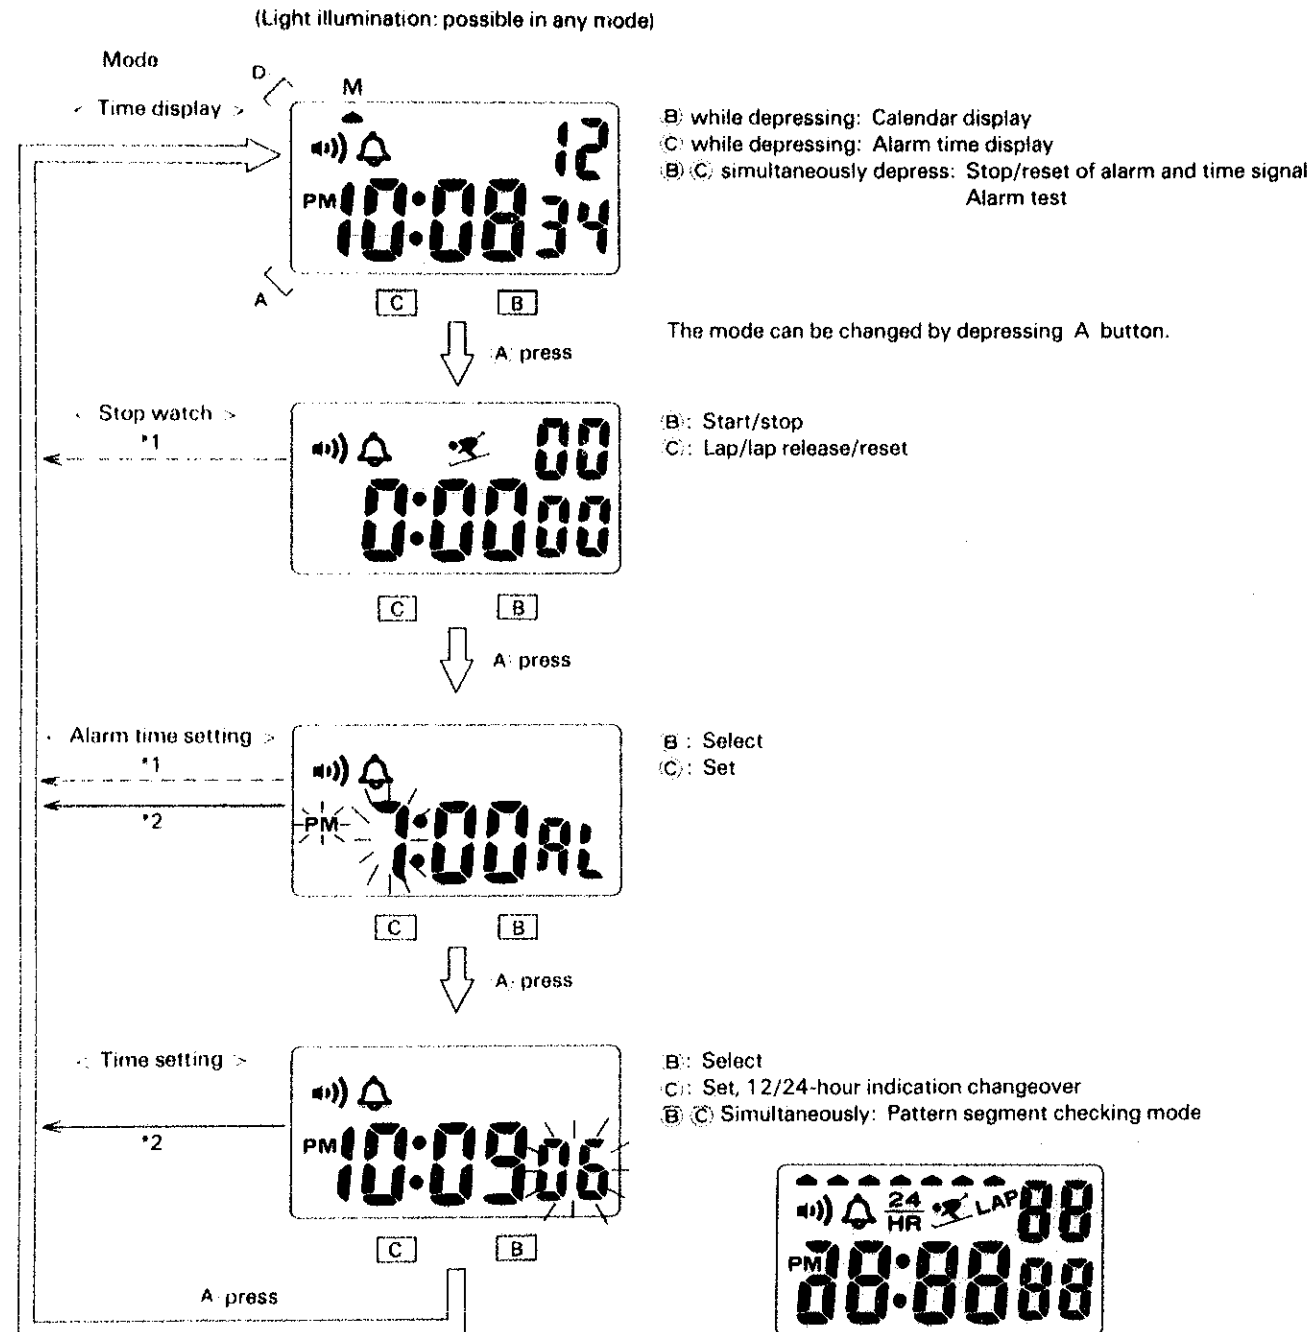 (Light illumination: possible in any mode)
Mode
D
M
< Time display >
12
PM 10:08 34
A
C B
A press
B while depressing: Calendar display
C while depressing: Alarm time display
B C simultaneously depress: Stop/reset of alarm and time signal
Alarm test
The mode can be changed by depressing A button.
< Stop watch >
*1
00
0:00 00
C B
A press
B: Start/stop
C: Lap/lap release/reset
< Alarm time setting >
*1
*2
PM 7:00 AL
C B
A press
B: Select
C: Set
< Time setting >
*2
PM 10:09 06
C B
A press
B: Select
C: Set, 12/24-hour indication changeover
B C Simultaneously: Pattern segment checking mode
24
HR
LAP 88
PM 28:88 88